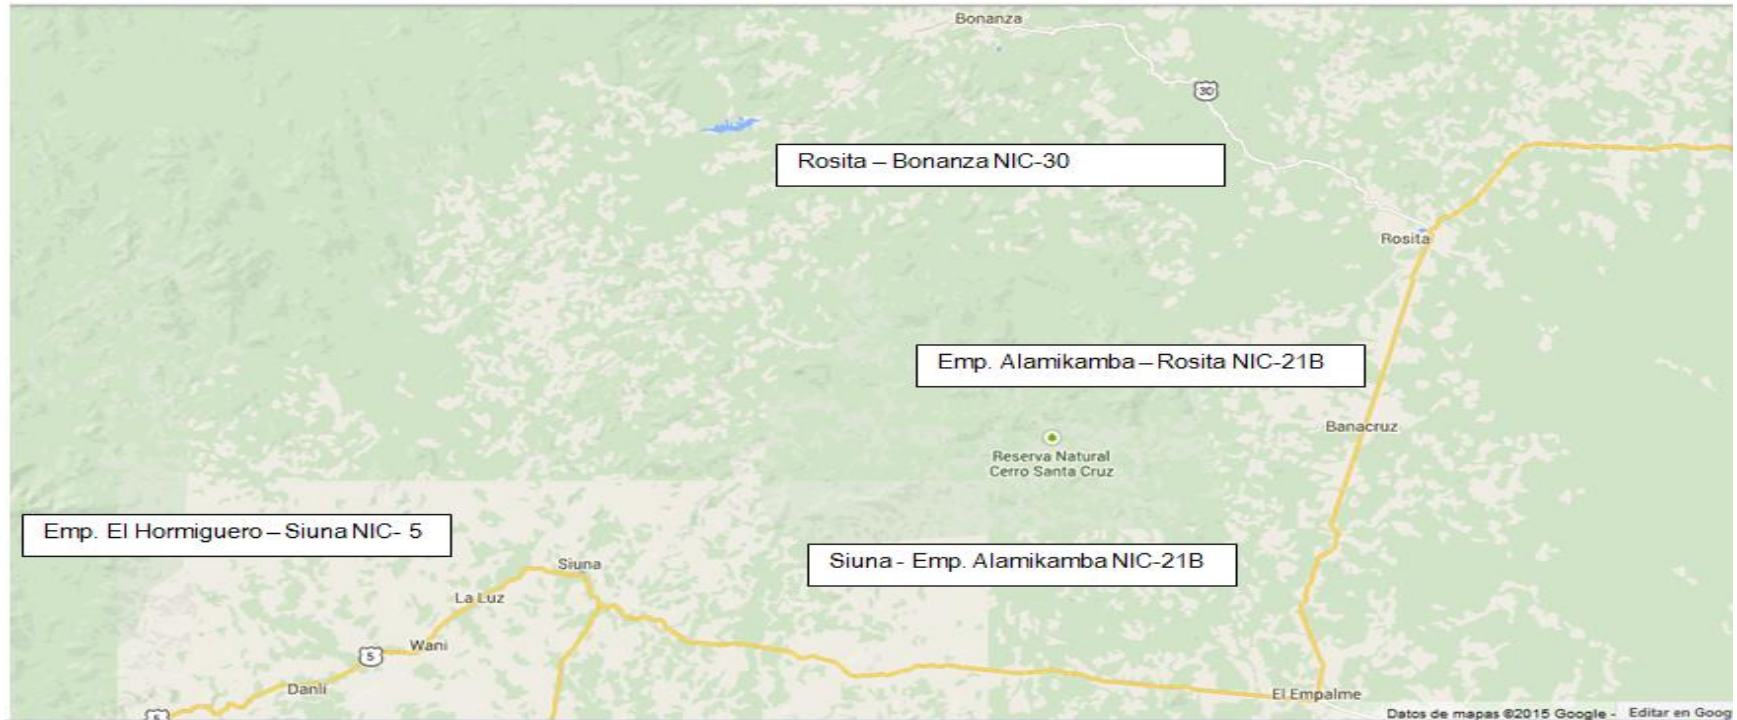 Bonanza
30
Rosita – Bonanza NIC-30
Rosita
Emp. Alamikamba – Rosita NIC-21B
Banacruz
Reserva Natural
Cerro Santa Cruz
Emp. El Hormiguero – Siuna NIC- 5
Siuna - Emp. Alamikamba NIC-21B
Siuna
La Luz
Wani
5
Danlí
El Empalme
5
Datos de mapas ©2015 Google - Editar en Goog